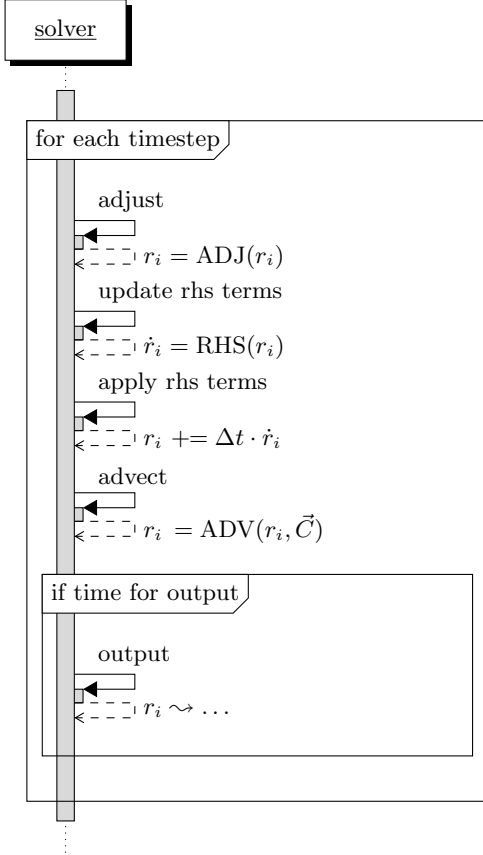 solver
for each timestep
adjust
r_i = ADJ(r_i)
update rhs terms
ṙ_i = RHS(r_i)
apply rhs terms
r_i += Δt · ṙ_i
advect
r_i = ADV(r_i, C⃗)
if time for output
output
r_i ⇝ …